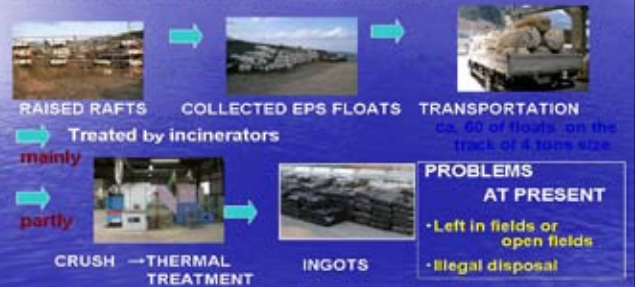 RAISED RAFTS
COLLECTED EPS FLOATS
TRANSPORTATION
ca. 60 of floats on the
track of 4 tons size
Treated by incinerators
mainly
partly
CRUSH → THERMAL
TREATMENT
INGOTS
PROBLEMS
AT PRESENT
・Left in fields or
open fields
・Illegal disposal